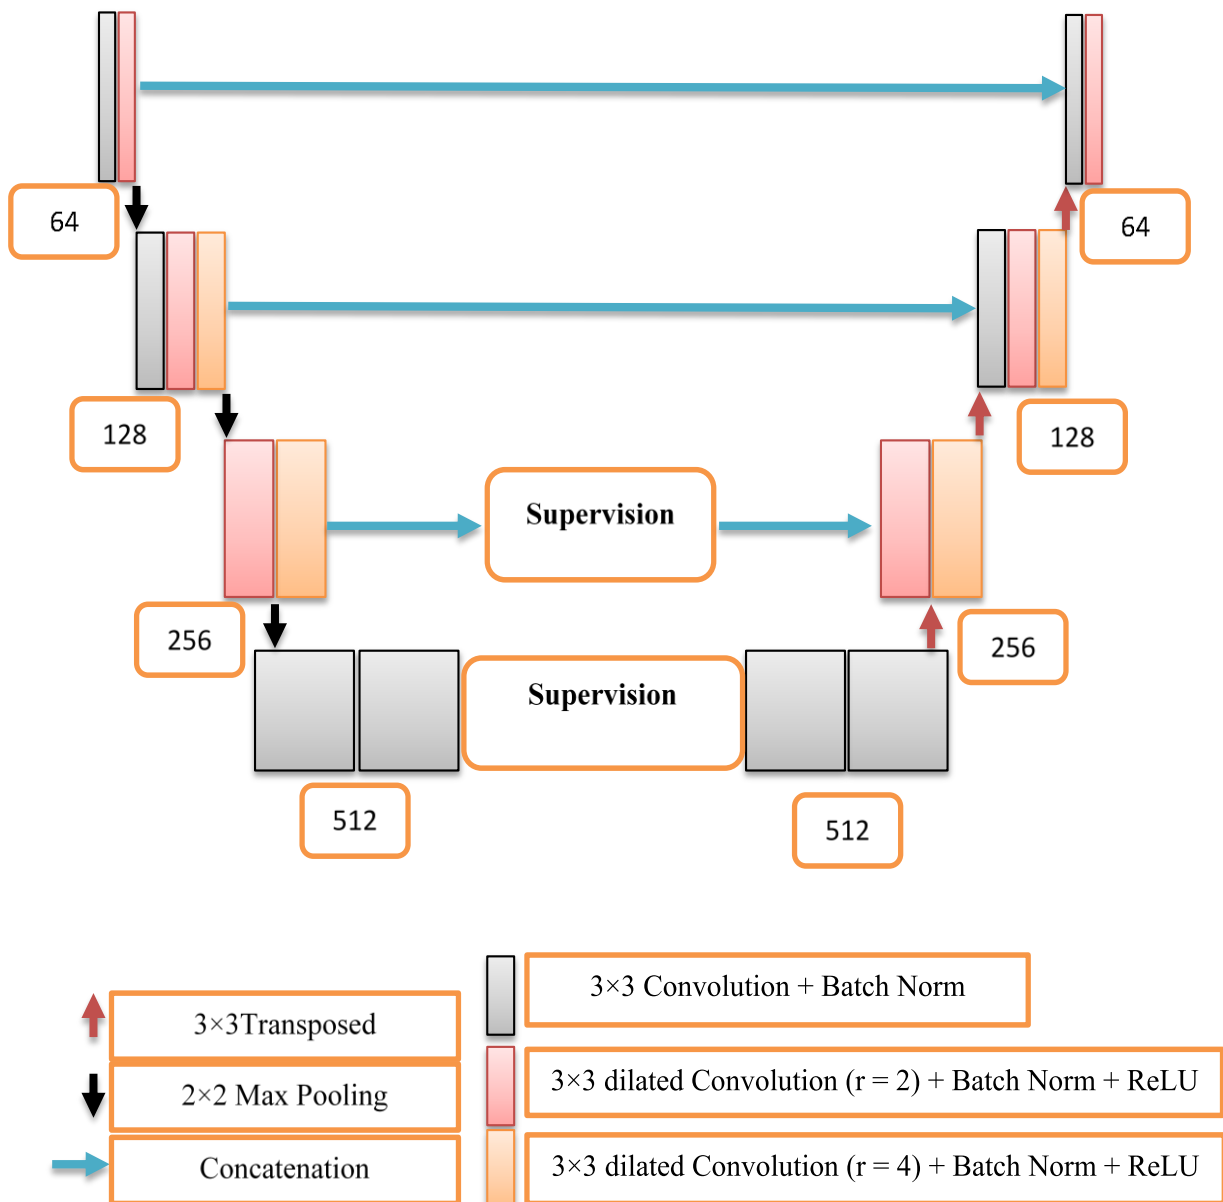 64
64
128
128
Supervision
256
256
Supervision
512
512
3×3 Convolution + Batch Norm
3×3Transposed
3×3 dilated Convolution (r = 2) + Batch Norm + ReLU
2×2 Max Pooling
Concatenation
3×3 dilated Convolution (r = 4) + Batch Norm + ReLU